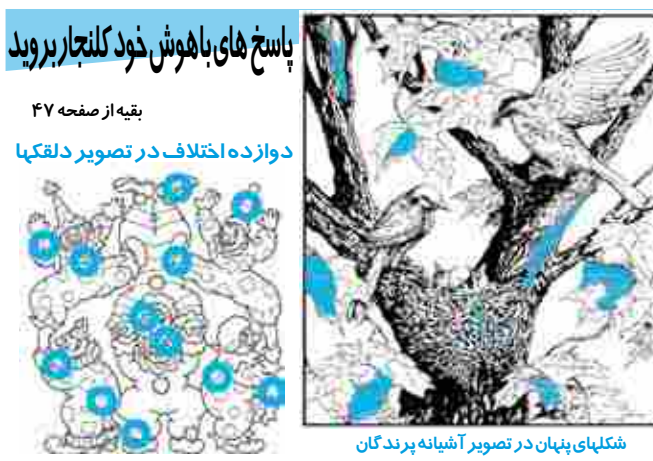 پاسخ های باهوش خود کلنجار بروید
بقیه از صفحه ۴۷
دوازده اختلاف در تصویر دلقکها
شکلهای پنهان در تصویر آشیانه پرندگان